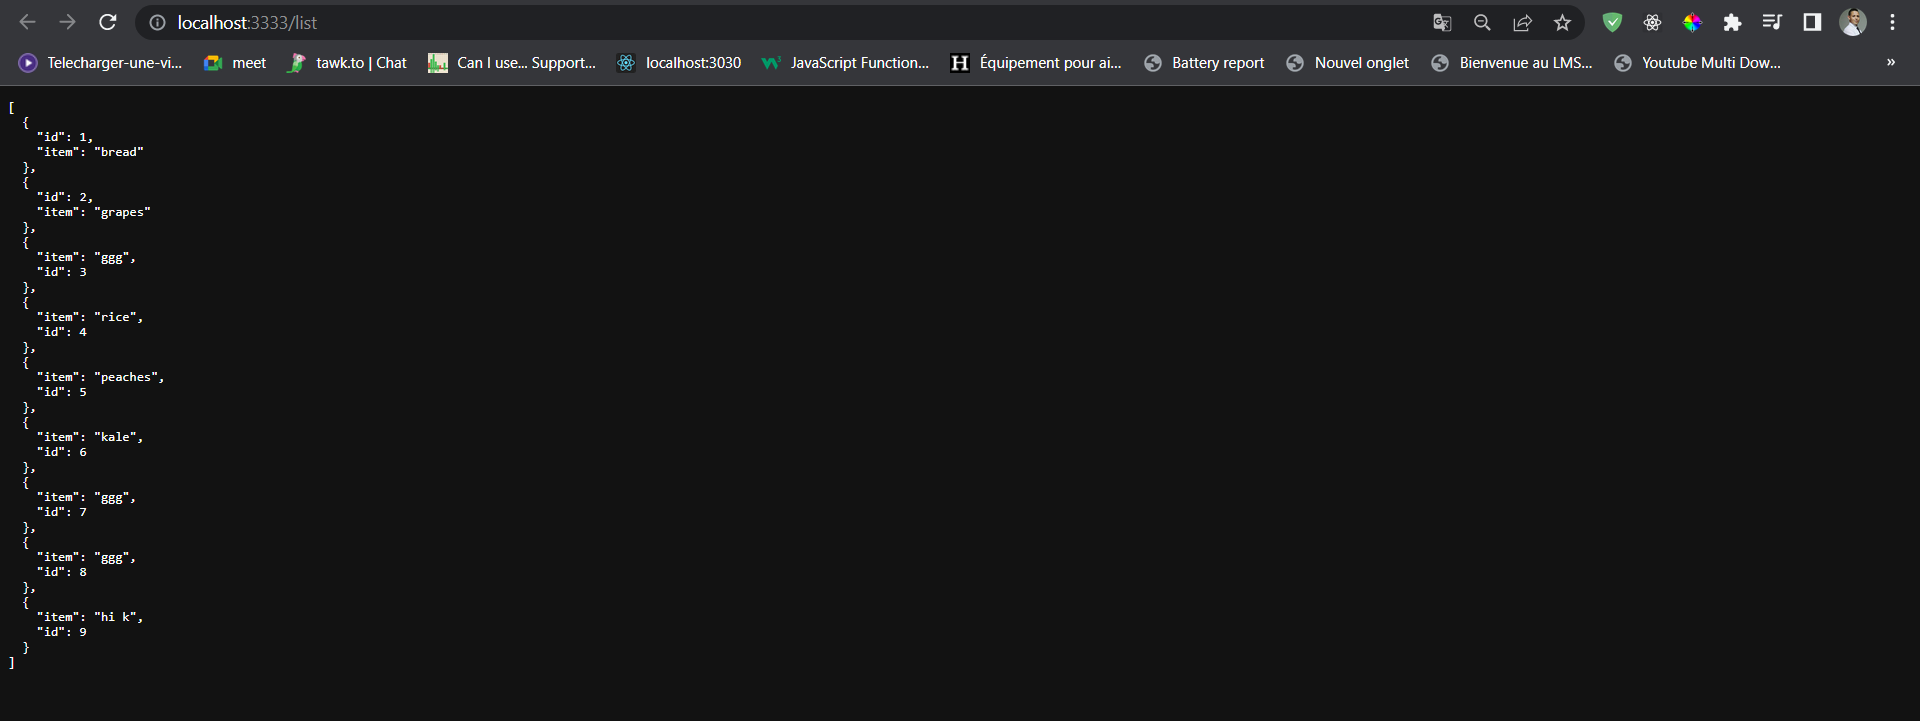 localhost:3333/list
Telecharger-une-vi... meet tawk.to | Chat Can I use... Support... localhost:3030 JavaScript Function... H Équipement pour ai... Battery report Nouvel onglet Bienvenue au LMS... Youtube Multi Dow... »
[
  {
    "id": 1,
    "item": "bread"
  },
  {
    "id": 2,
    "item": "grapes"
  },
  {
    "item": "ggg",
    "id": 3
  },
  {
    "item": "rice",
    "id": 4
  },
  {
    "item": "peaches",
    "id": 5
  },
  {
    "item": "kale",
    "id": 6
  },
  {
    "item": "ggg",
    "id": 7
  },
  {
    "item": "ggg",
    "id": 8
  },
  {
    "item": "hi k",
    "id": 9
  }
]